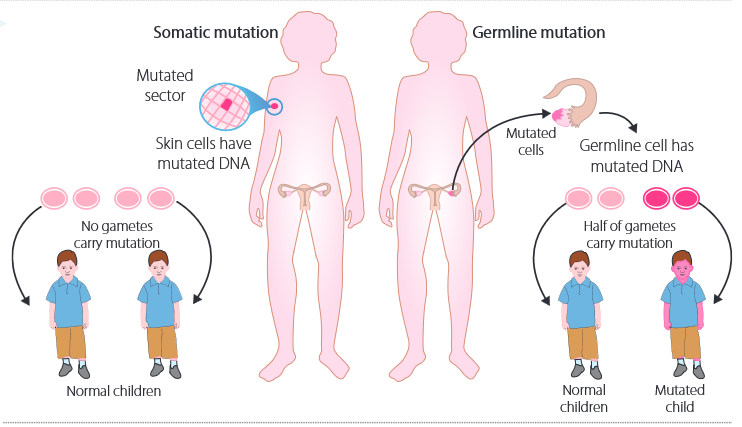 Somatic mutation
Mutated
sector
Skin cells have
mutated DNA
No gametes
carry mutation
Normal children
Germline mutation
Mutated
cells
Germline cell has
mutated DNA
Half of gametes
carry mutation
Normal
children
Mutated
child